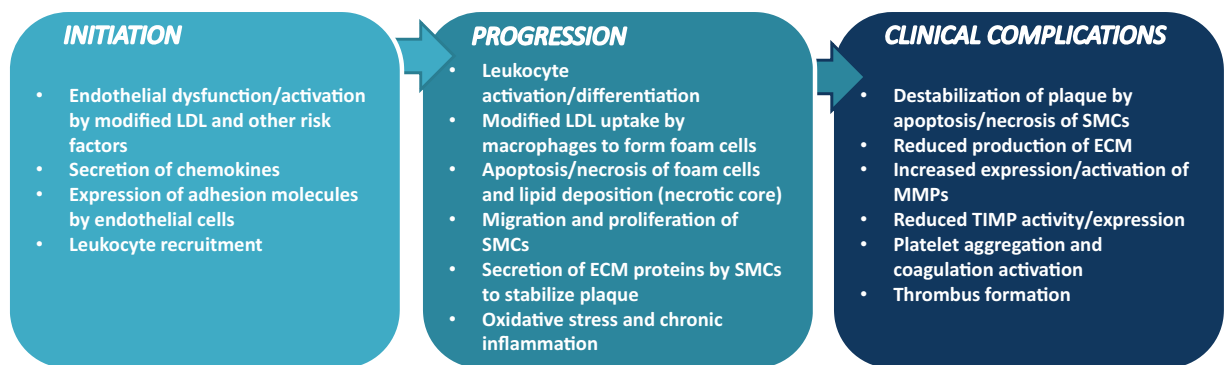 INITIATION
• Endothelial dysfunction/activation
by modified LDL and other risk
factors
• Secretion of chemokines
• Expression of adhesion molecules
by endothelial cells
• Leukocyte recruitment
PROGRESSION
• Leukocyte
activation/differentiation
• Modified LDL uptake by
macrophages to form foam cells
• Apoptosis/necrosis of foam cells
and lipid deposition (necrotic core)
• Migration and proliferation of
SMCs
• Secretion of ECM proteins by SMCs
to stabilize plaque
• Oxidative stress and chronic
inflammation
CLINICAL COMPLICATIONS
• Destabilization of plaque by
apoptosis/necrosis of SMCs
• Reduced production of ECM
• Increased expression/activation of
MMPs
• Reduced TIMP activity/expression
• Platelet aggregation and
coagulation activation
• Thrombus formation